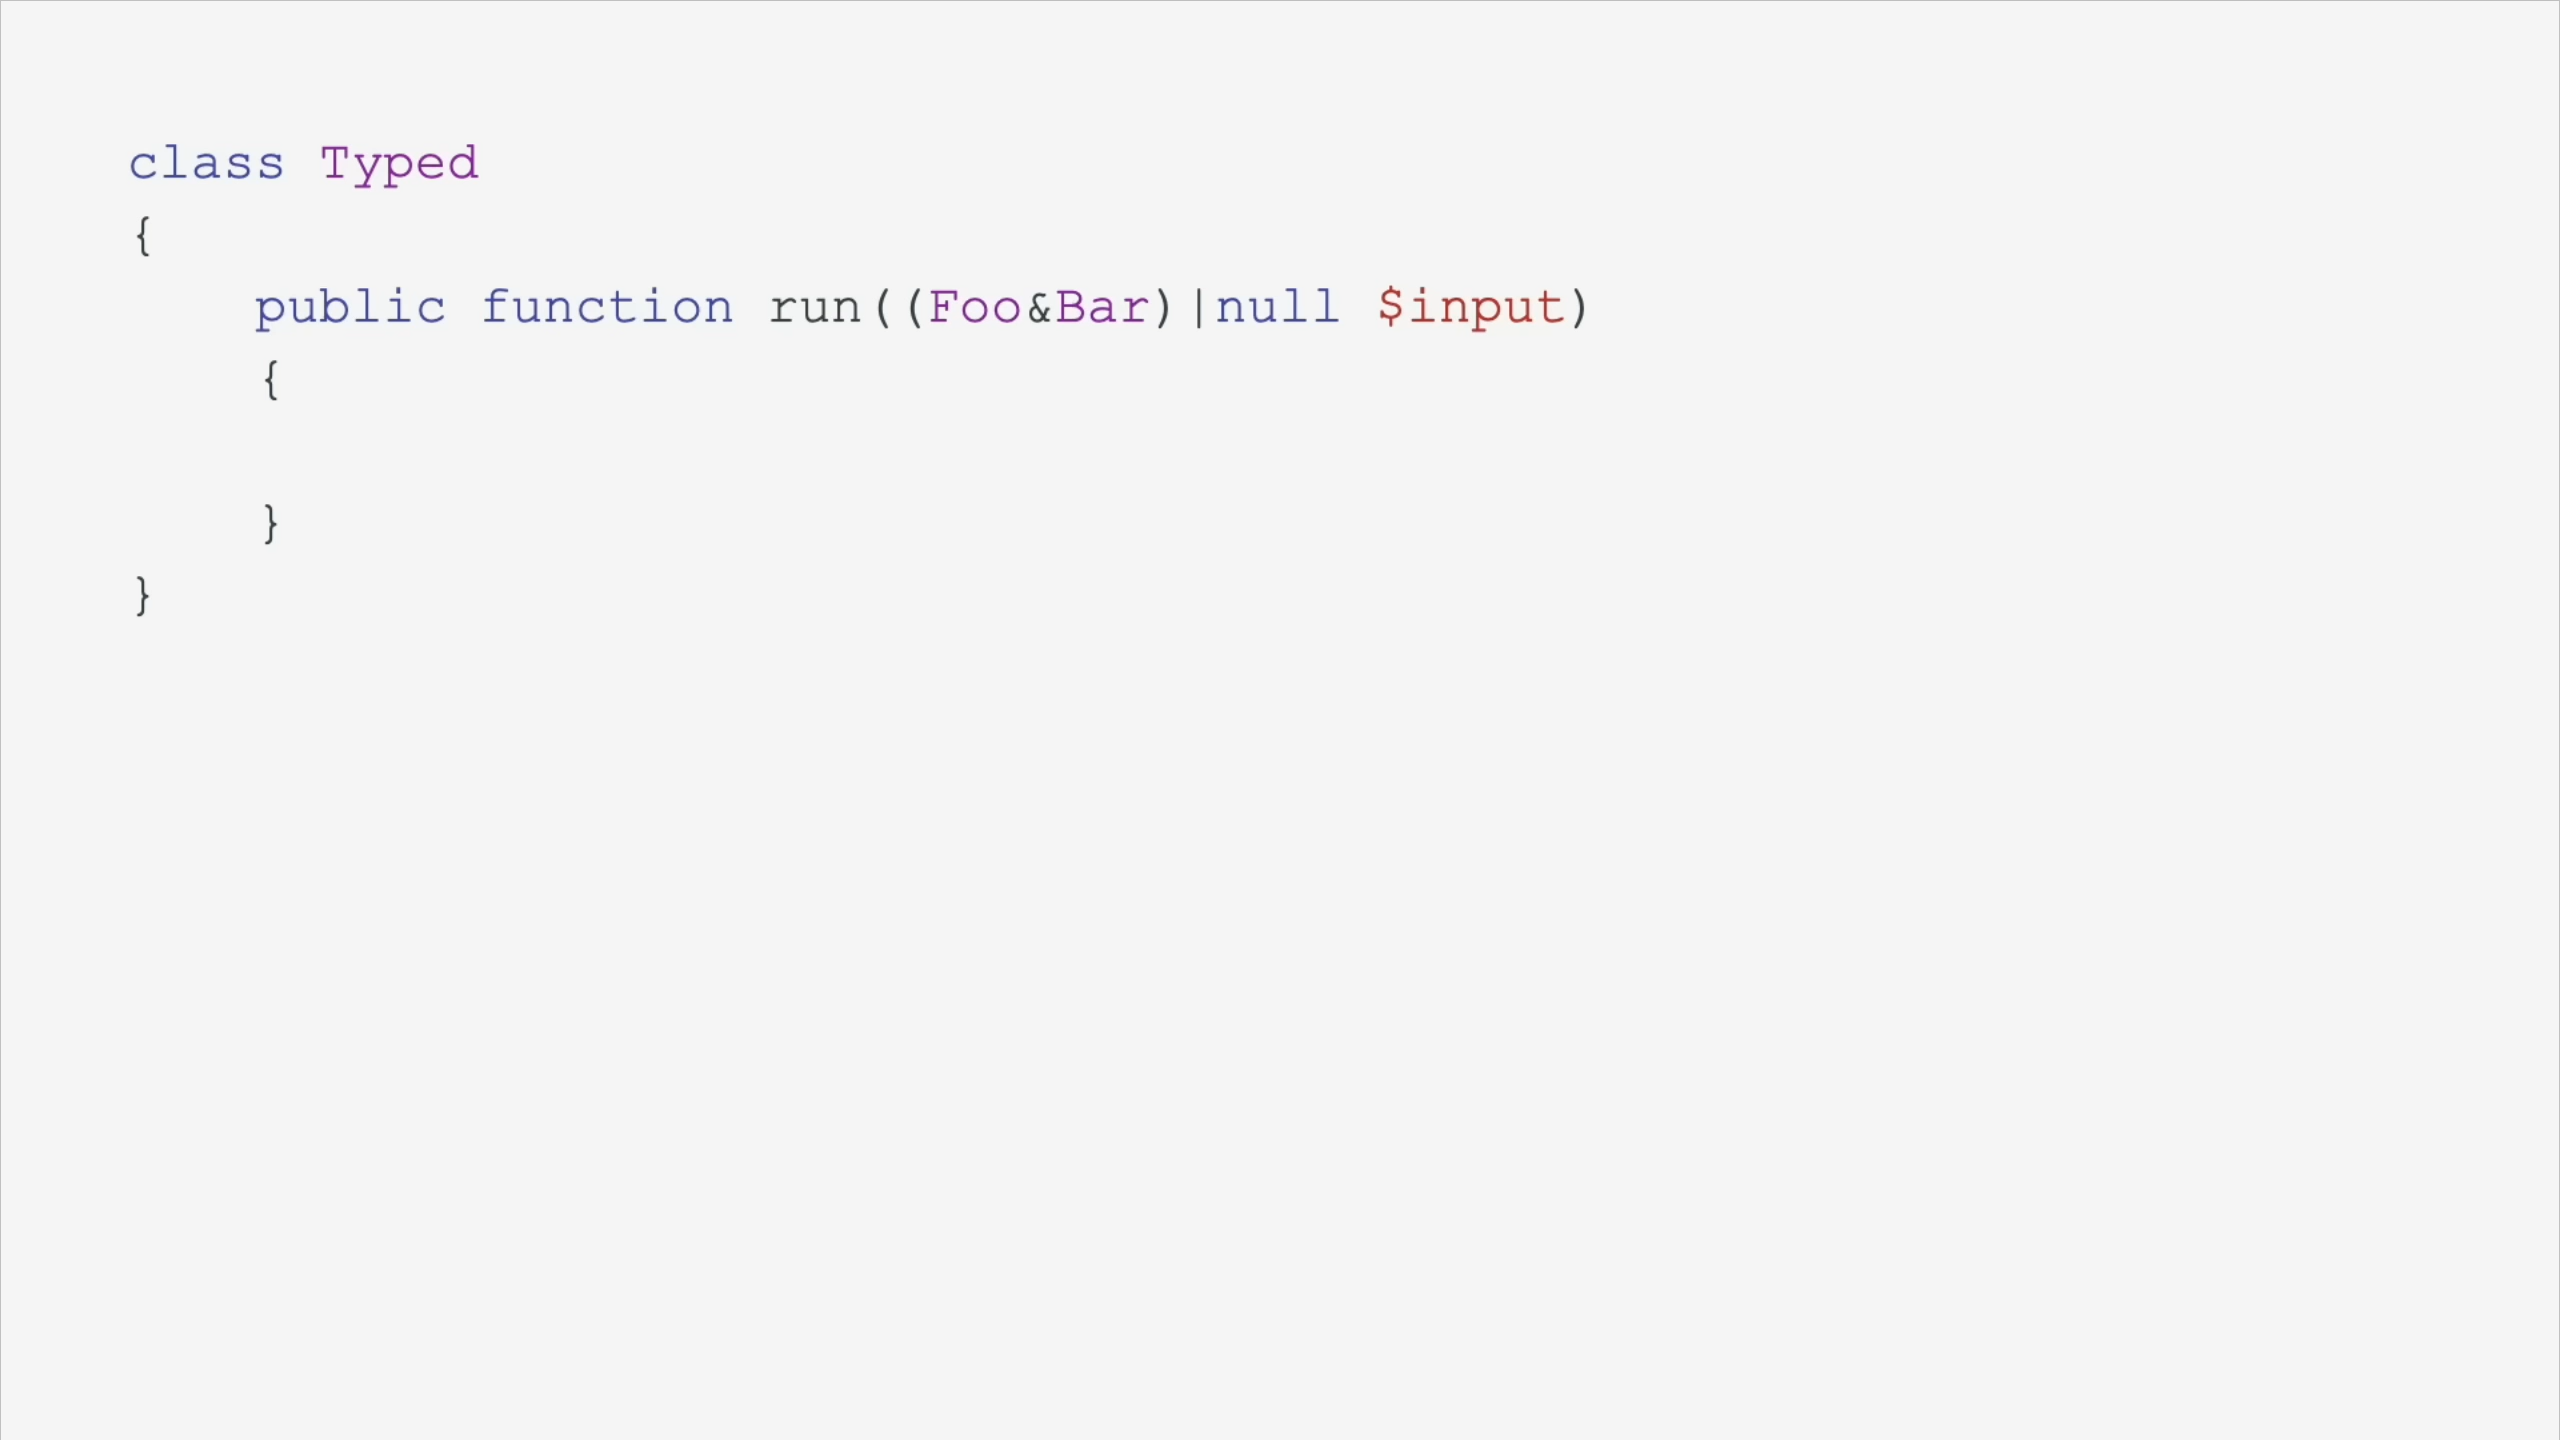 class Typed
{
    public function run((Foo&Bar)|null $input)
    {

    }
}